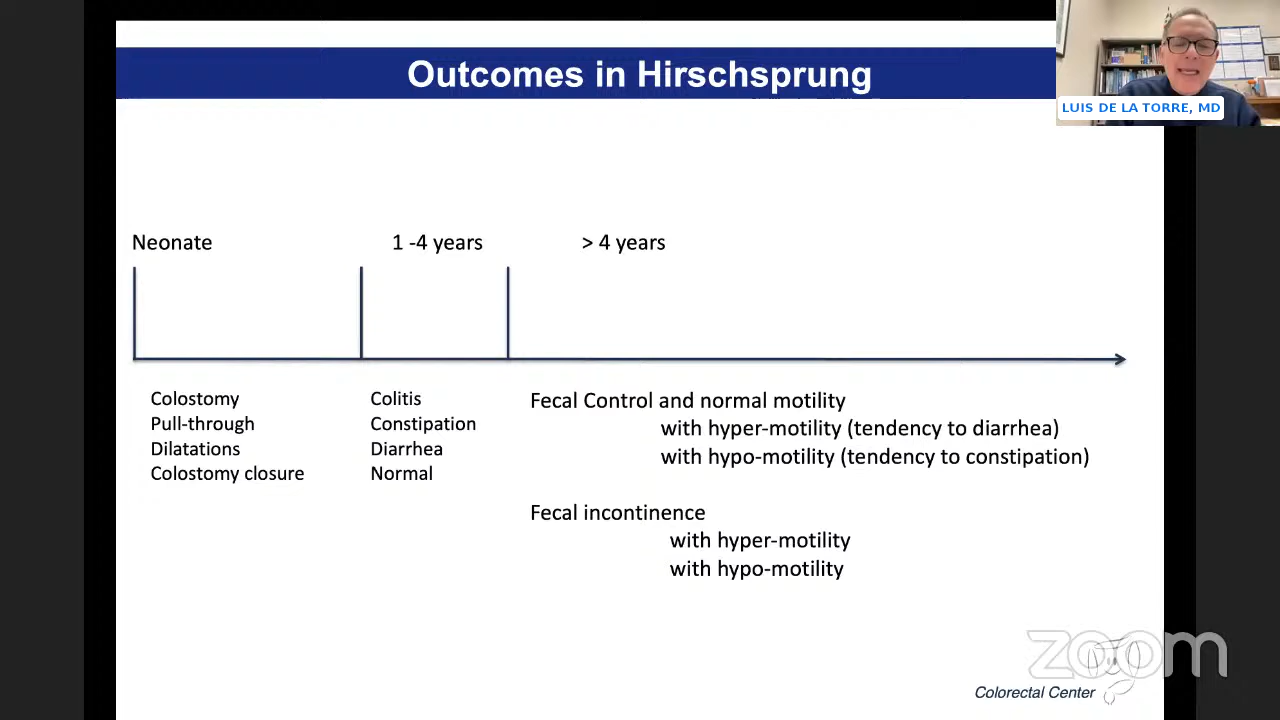 Outcomes in Hirschsprung
LUIS DE LA TORRE, MD
Neonate
1 -4 years
> 4 years
Colostomy
Pull-through
Dilatations
Colostomy closure
Colitis
Constipation
Diarrhea
Normal
Fecal Control and normal motility
with hyper-motility (tendency to diarrhea)
with hypo-motility (tendency to constipation)
Fecal incontinence
with hyper-motility
with hypo-motility
zoom
Colorectal Center